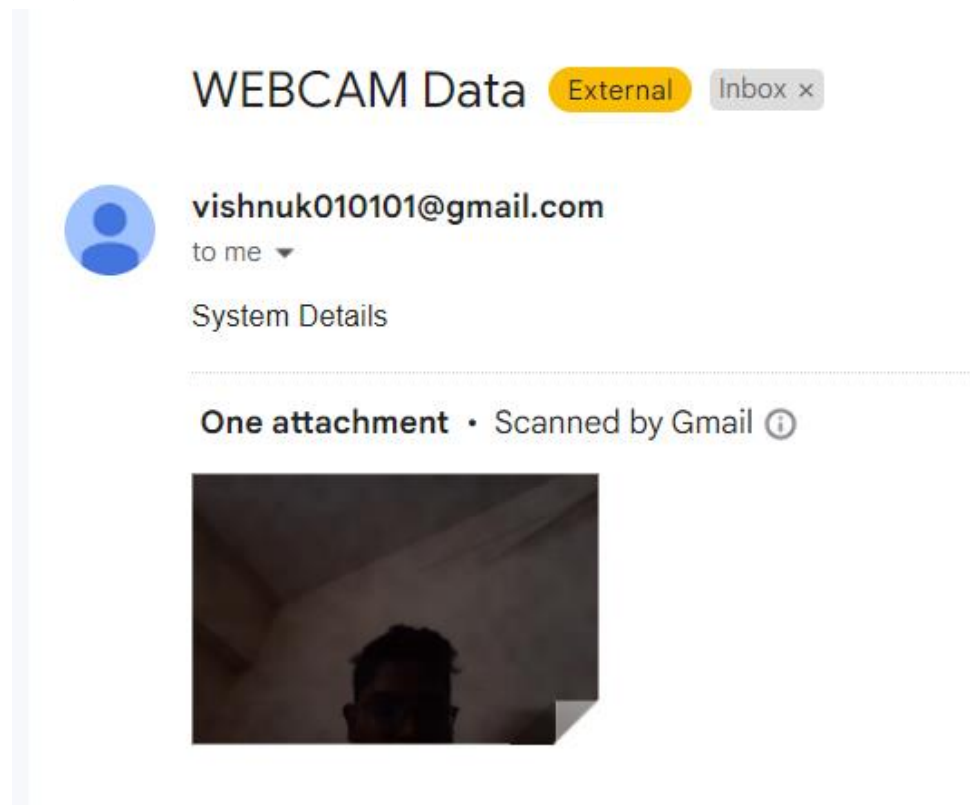 WEBCAM Data External Inbox ×
vishnuk010101@gmail.com
to me
System Details
One attachment • Scanned by Gmail